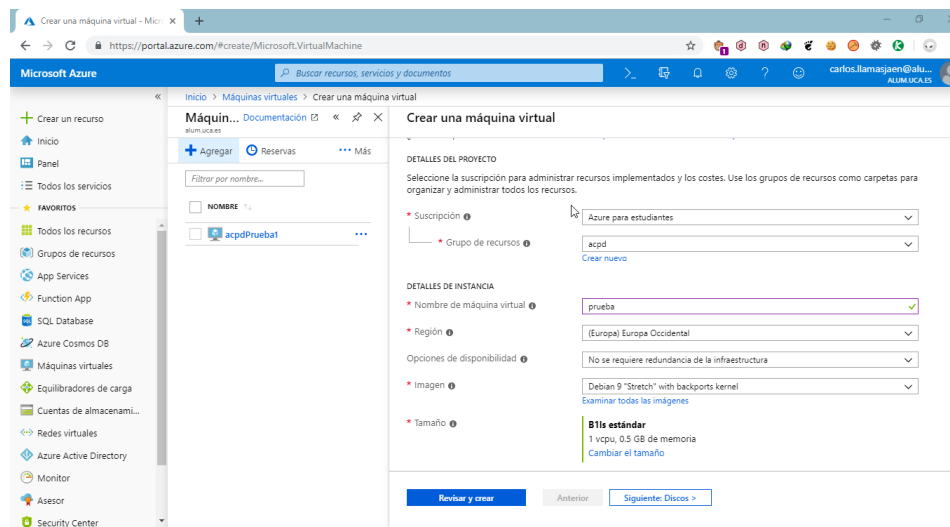 Crear una máquina virtual - Micr
https://portal.azure.com/#create/Microsoft.VirtualMachine
Microsoft Azure
Buscar recursos, servicios y documentos
carlos.llamasjaen@alu...
ALUM.UCA.ES
Inicio > Máquinas virtuales > Crear una máquina virtual
Crear un recurso
Inicio
Panel
Todos los servicios
FAVORITOS
Todos los recursos
Grupos de recursos
App Services
Function App
SQL Database
Azure Cosmos DB
Máquinas virtuales
Equilibradores de carga
Cuentas de almacenami...
Redes virtuales
Azure Active Directory
Monitor
Asesor
Security Center
Máquin... Documentación
alum.uca.es
Agregar Reservas Más
Filtrar por nombre...
NOMBRE
acpdPrueba1
Crear una máquina virtual
DETALLES DEL PROYECTO
Seleccione la suscripción para administrar recursos implementados y los costes. Use los grupos de recursos como carpetas para
organizar y administrar todos los recursos.
* Suscripción Azure para estudiantes
* Grupo de recursos acpd
Crear nuevo
DETALLES DE INSTANCIA
* Nombre de máquina virtual prueba
* Región (Europa) Europa Occidental
Opciones de disponibilidad No se requiere redundancia de la infraestructura
* Imagen Debian 9 "Stretch" with backports kernel
Examinar todas las imágenes
* Tamaño B1ls estándar
1 vcpu, 0.5 GB de memoria
Cambiar el tamaño
Revisar y crear Anterior Siguiente: Discos >